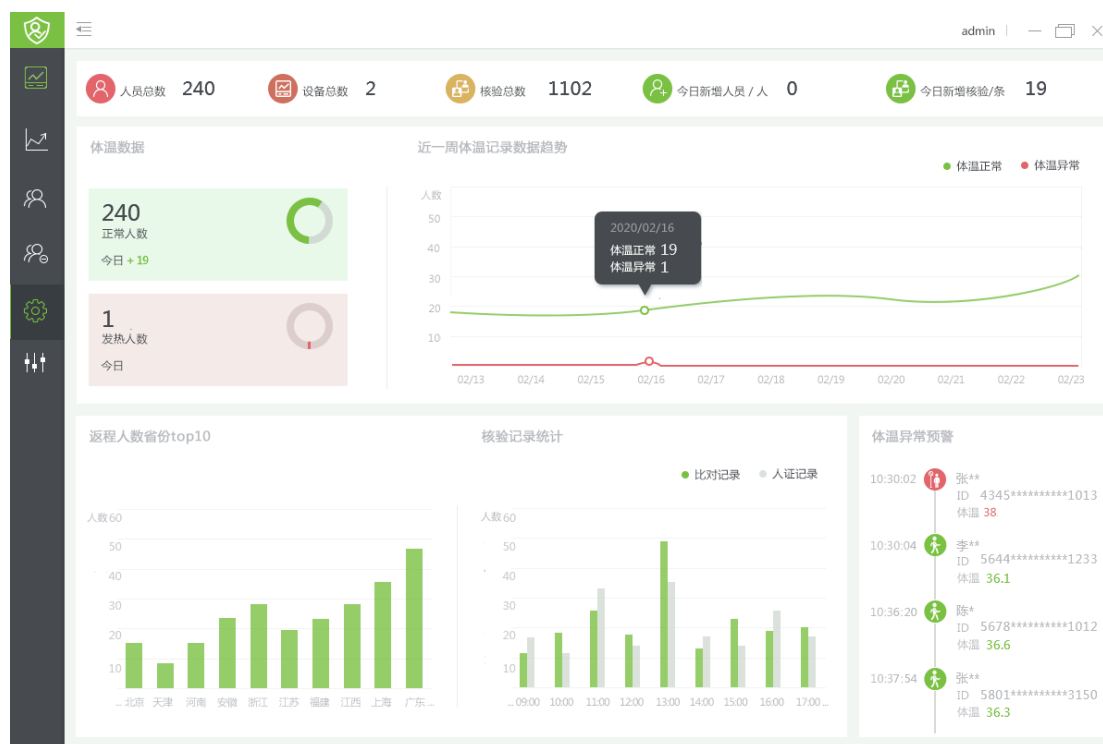 admin
人员总数 240 设备总数 2 核验总数 1102 今日新增人员 / 人 0 今日新增核验/条 19
体温数据
240
正常人数
今日 + 19
1
发热人数
今日
近一周体温记录数据趋势
体温正常 体温异常
人数
50
40
30
20
10
2020/02/16
体温正常 19
体温异常 1
02/13 02/14 02/15 02/16 02/17 02/18 02/19 02/20 02/21 02/22 02/23
返程人数省份top10
人数60
50
40
30
20
10
...北京 天津 河南 安徽 浙江 江苏 福建 江西 上海 广东...
核验记录统计
比对记录 人证记录
人数60
50
40
30
20
10
...09:00 10:00 11:00 12:00 13:00 14:00 15:00 16:00 17:00...
体温异常预警
10:30:02 张**
ID 4345**********1013
体温 38
10:30:04 李**
ID 5644**********1233
体温 36.1
10:36:20 陈*
ID 5678**********1012
体温 36.6
10:37:54 张**
ID 5801**********3150
体温 36.3